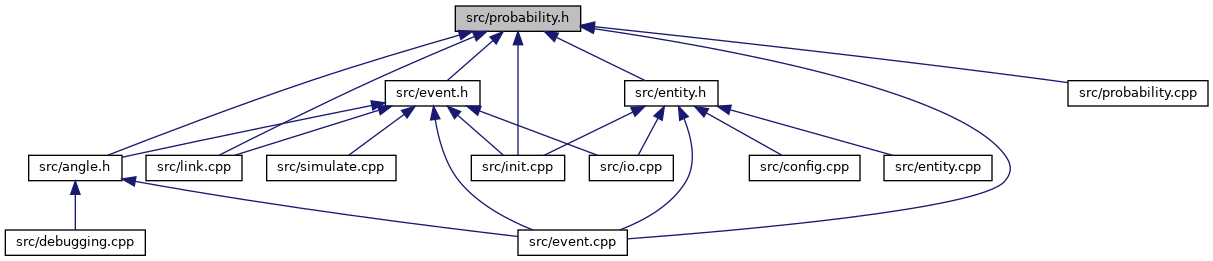 src/probability.h
src/event.h
src/entity.h
src/probability.cpp
src/angle.h
src/link.cpp
src/simulate.cpp
src/init.cpp
src/io.cpp
src/config.cpp
src/entity.cpp
src/debugging.cpp
src/event.cpp